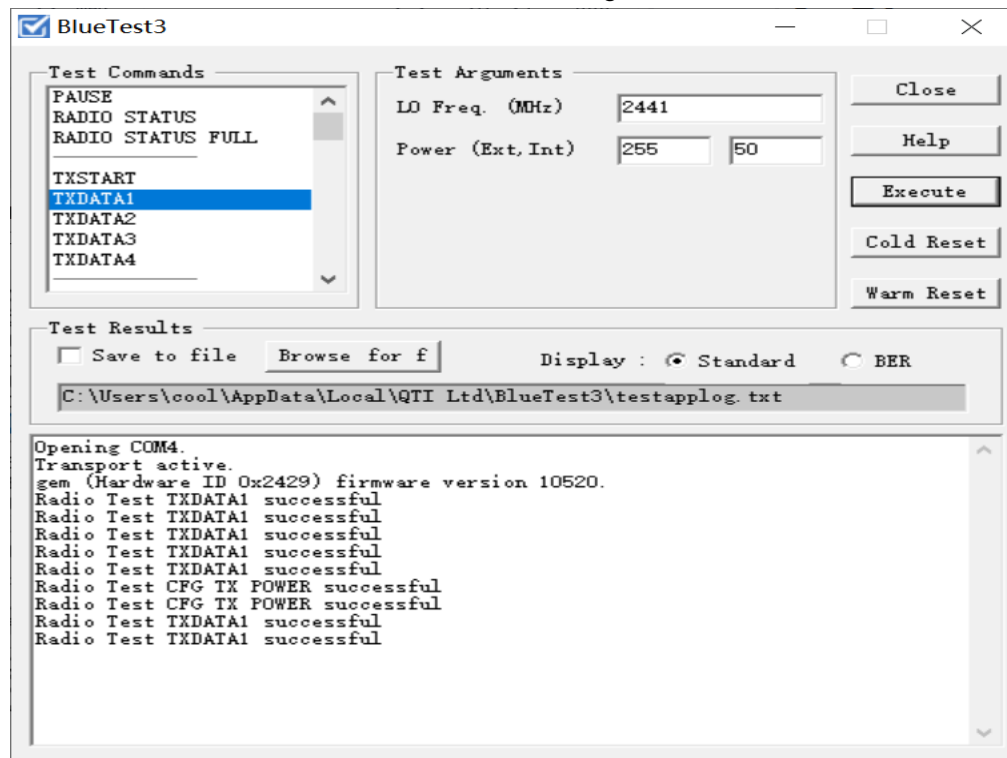 BlueTest3
Test Commands
PAUSE
RADIO STATUS
RADIO STATUS FULL
TXSTART
TXDATA1
TXDATA2
TXDATA3
TXDATA4
Test Arguments
LO Freq. (MHz) 2441
Power (Ext, Int) 255 50
Close
Help
Execute
Cold Reset
Warm Reset
Test Results
Save to file Browse for f Display : Standard BER
C:\Users\cool\AppData\Local\QTI Ltd\BlueTest3\testapplog.txt
Opening COM4.
Transport active.
gem (Hardware ID 0x2429) firmware version 10520.
Radio Test TXDATA1 successful
Radio Test TXDATA1 successful
Radio Test TXDATA1 successful
Radio Test TXDATA1 successful
Radio Test TXDATA1 successful
Radio Test CFG TX POWER successful
Radio Test CFG TX POWER successful
Radio Test TXDATA1 successful
Radio Test TXDATA1 successful